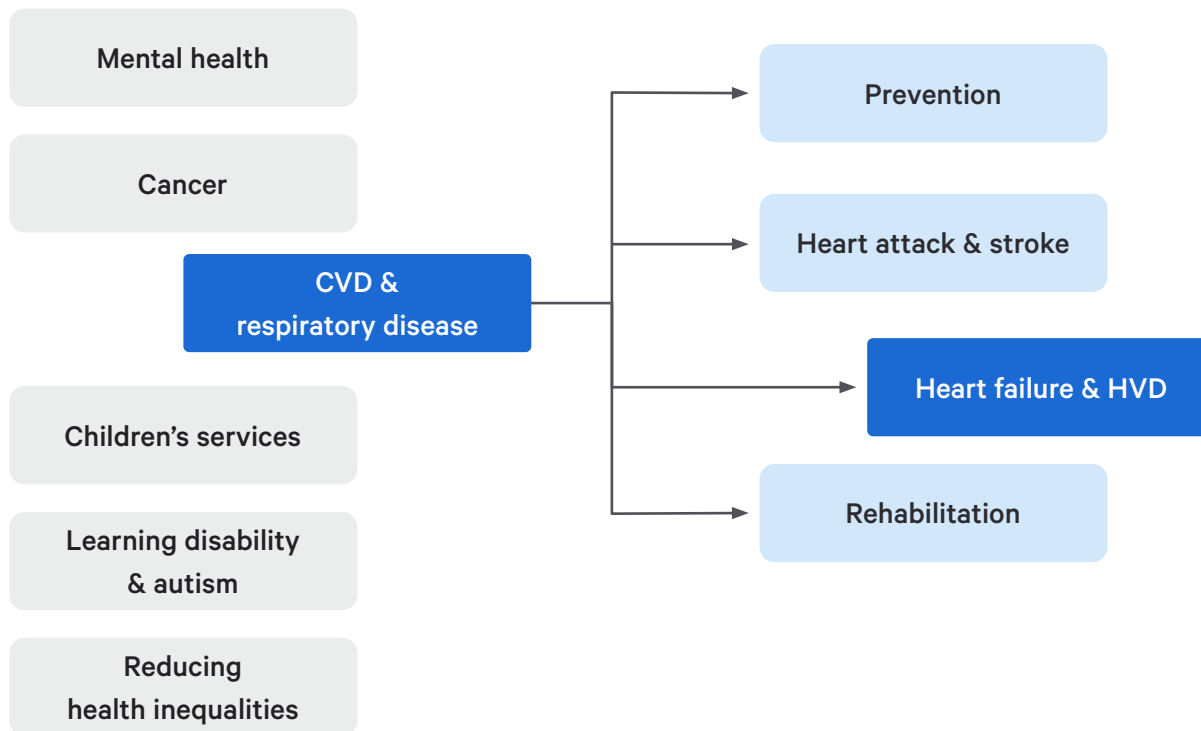 Mental health
Cancer
CVD &
respiratory disease
Children’s services
Learning disability
& autism
Reducing
health inequalities
Prevention
Heart attack & stroke
Heart failure & HVD
Rehabilitation